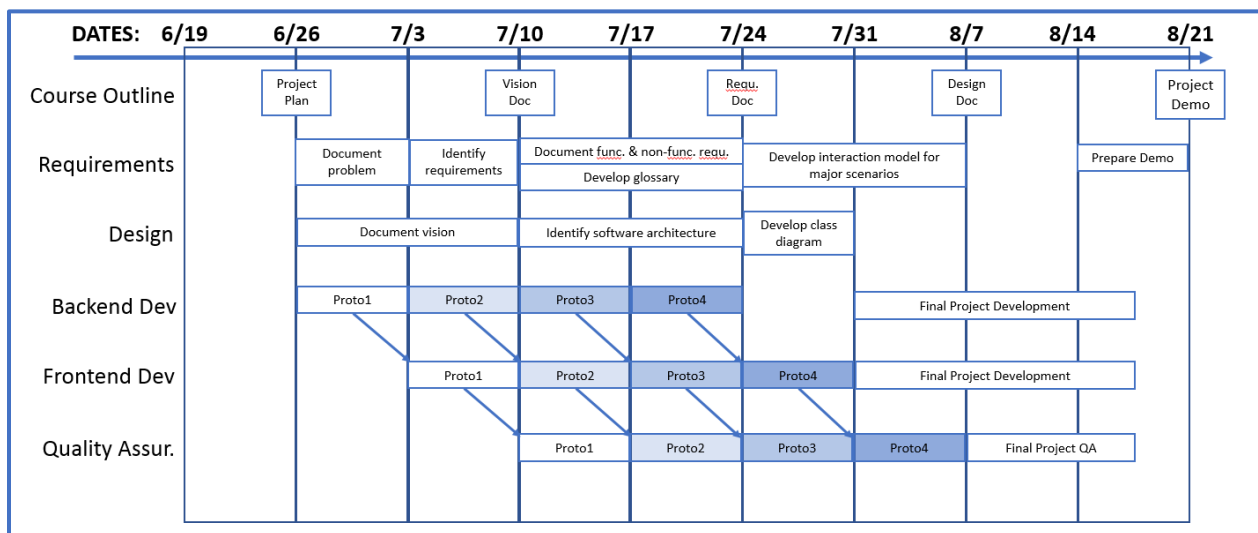 DATES: 6/19 6/26 7/3 7/10 7/17 7/24 7/31 8/7 8/14 8/21
Course Outline
Project
Plan
Vision
Doc
Requ.
Doc
Design
Doc
Project
Demo
Requirements
Document
problem
Identify
requirements
Document func. & non-func. requ.
Develop glossary
Develop interaction model for
major scenarios
Prepare Demo
Design
Document vision
Identify software architecture
Develop class
diagram
Backend Dev
Proto1
Proto2
Proto3
Proto4
Final Project Development
Frontend Dev
Proto1
Proto2
Proto3
Proto4
Final Project Development
Quality Assur.
Proto1
Proto2
Proto3
Proto4
Final Project QA